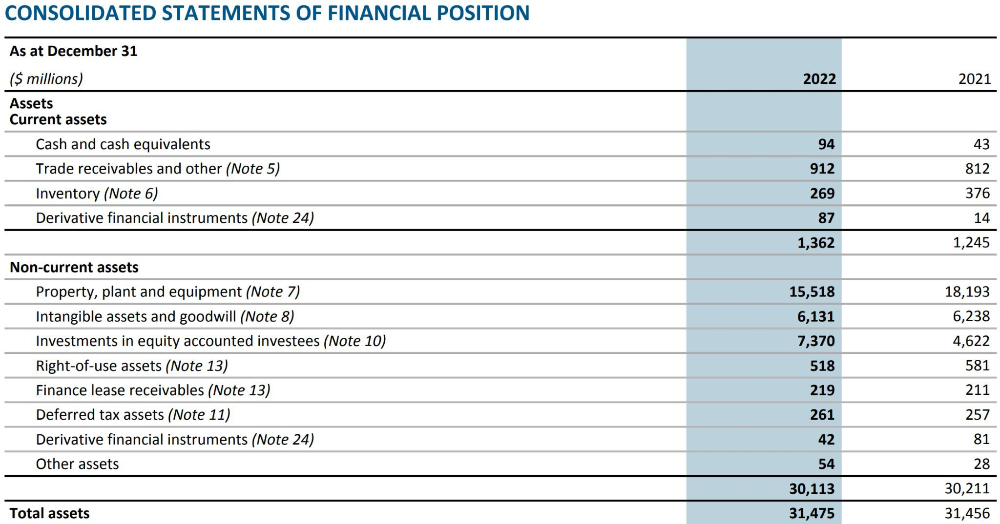 CONSOLIDATED STATEMENTS OF FINANCIAL POSITION
As at December 31
($ millions) 2022 2021
Assets
Current assets
Cash and cash equivalents 94 43
Trade receivables and other (Note 5) 912 812
Inventory (Note 6) 269 376
Derivative financial instruments (Note 24) 87 14
1,362 1,245
Non-current assets
Property, plant and equipment (Note 7) 15,518 18,193
Intangible assets and goodwill (Note 8) 6,131 6,238
Investments in equity accounted investees (Note 10) 7,370 4,622
Right-of-use assets (Note 13) 518 581
Finance lease receivables (Note 13) 219 211
Deferred tax assets (Note 11) 261 257
Derivative financial instruments (Note 24) 42 81
Other assets 54 28
30,113 30,211
Total assets 31,475 31,456